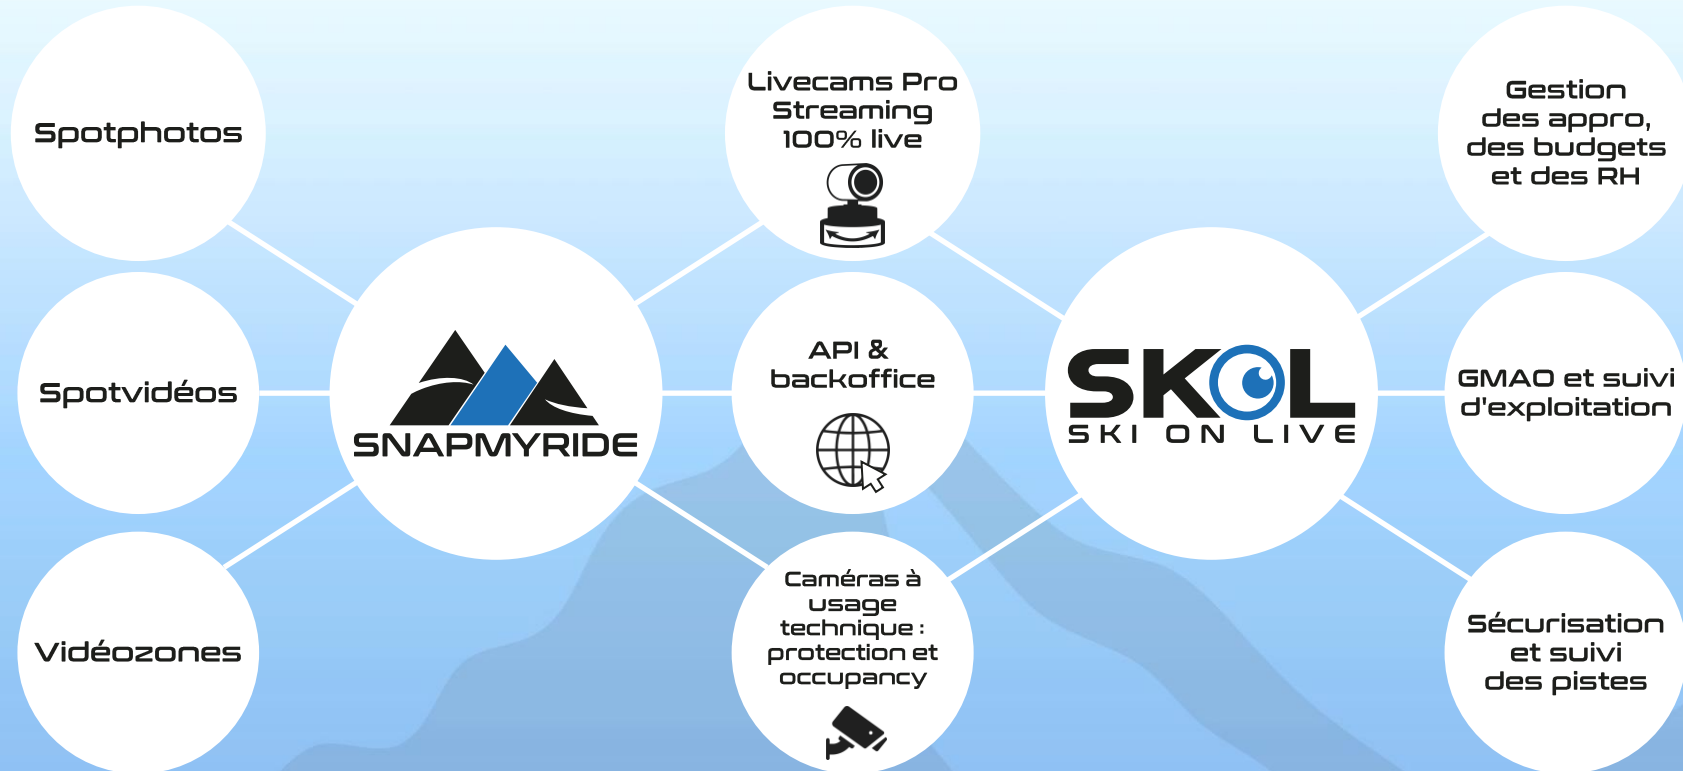 Spotphotos
Livecams Pro
Streaming
100% live
Gestion
des appro,
des budgets
et des RH
Spotvidéos
SNAPMYRIDE
API &
backoffice
SKOL
SKI ON LIVE
GMAO et suivi
d'exploitation
Vidéozones
Caméras à
usage
technique :
protection et
occupancy
Sécurisation
et suivi
des pistes